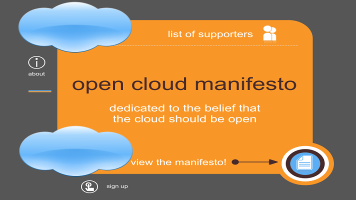 list of supporters
about
open cloud manifesto
dedicated to the belief that
the cloud should be open
view the manifesto!
sign up